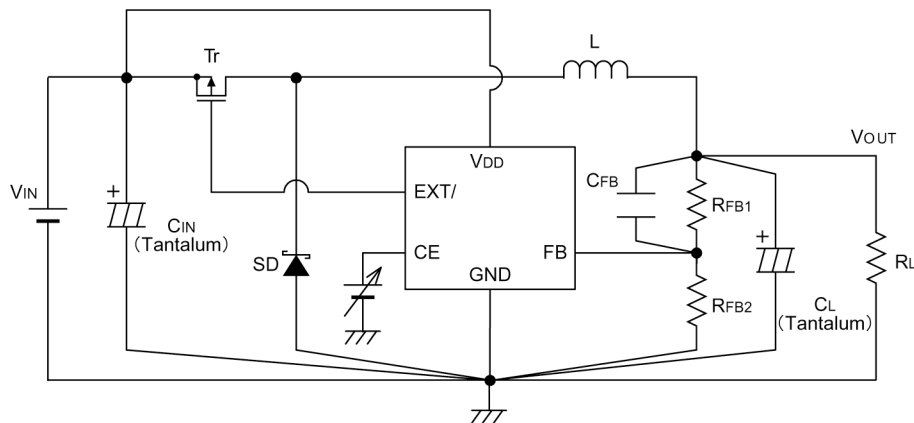 Tr
L
VDD
VOUT
EXT/
CFB
RFB1
VIN
+
CIN
(Tantalum)
SD
CE
FB
+
RL
GND
RFB2
CL
(Tantalum)